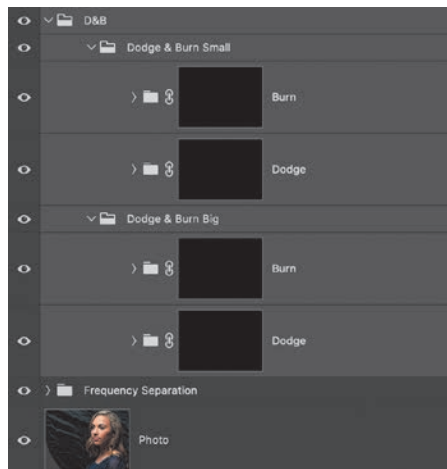 D&B
Dodge & Burn Small
Burn
Dodge
Dodge & Burn Big
Burn
Dodge
Frequency Separation
Photo